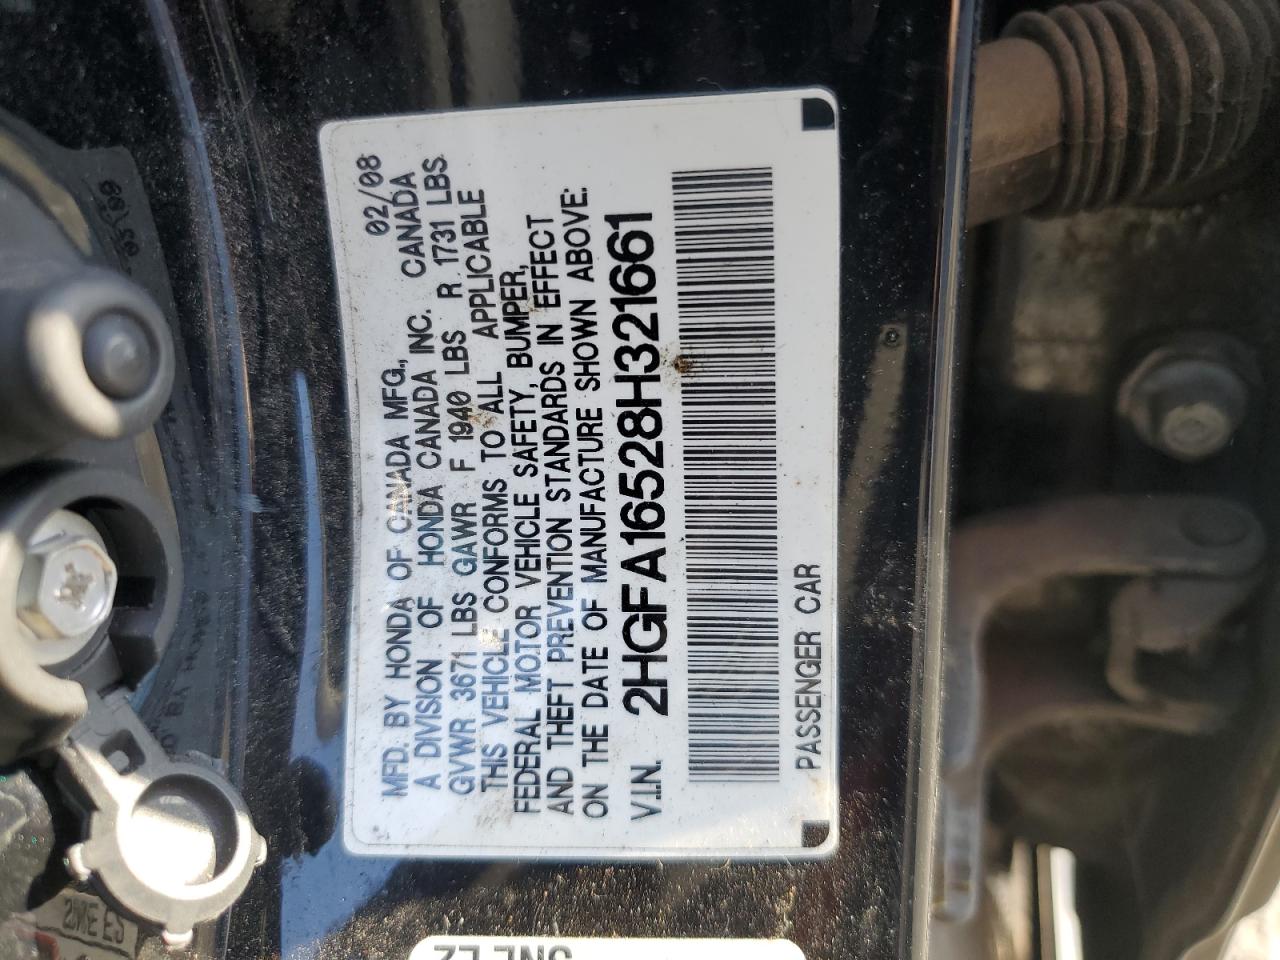 MFD. BY HONDA OF CANADA MFG., 02/08
A DIVISION OF HONDA CANADA INC. CANADA
GVWR 3671 LBS GAWR F 1940 LBS R 1731 LBS.
THIS VEHICLE CONFORMS TO ALL APPLICABLE
FEDERAL MOTOR VEHICLE SAFETY, BUMPER,
AND THEFT PREVENTION STANDARDS IN EFFECT
ON THE DATE OF MANUFACTURE SHOWN ABOVE.
V.I.N. 2HGFA16528H321661
PASSENGER CAR